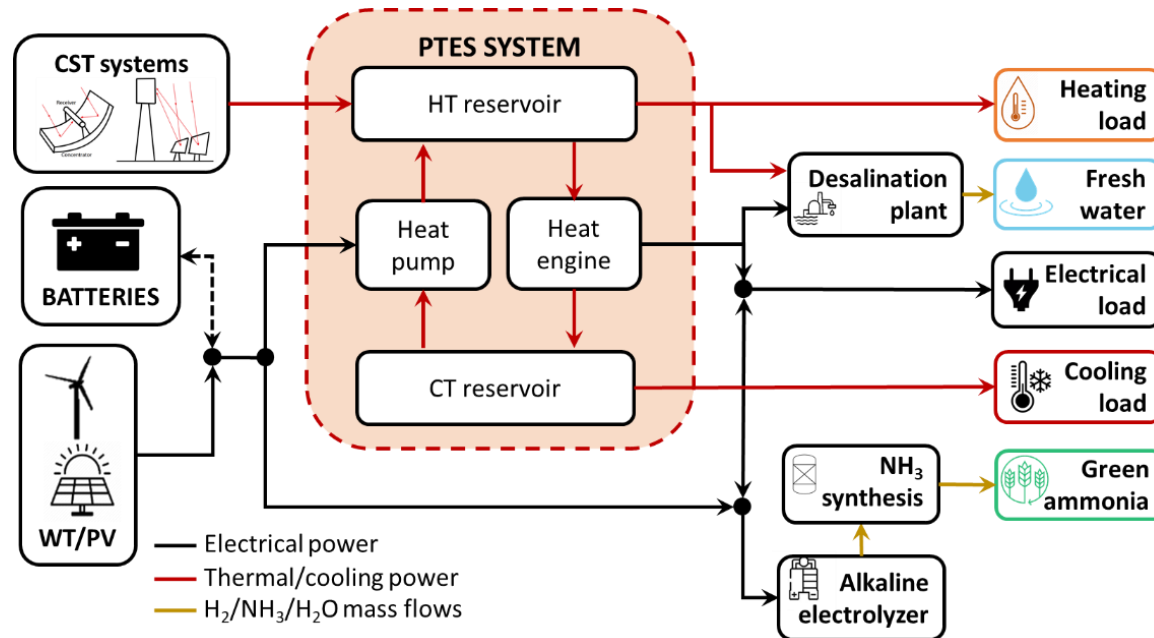 CST systems
Receiver
Concentrator
BATTERIES
WT/PV
PTES SYSTEM
HT reservoir
Heat
pump
Heat
engine
CT reservoir
Heating
load
Desalination
plant
Fresh
water
Electrical
load
Cooling
load
NH₃
synthesis
Green
ammonia
Alkaline
electrolyzer
Electrical power
Thermal/cooling power
H₂/NH₃/H₂O mass flows